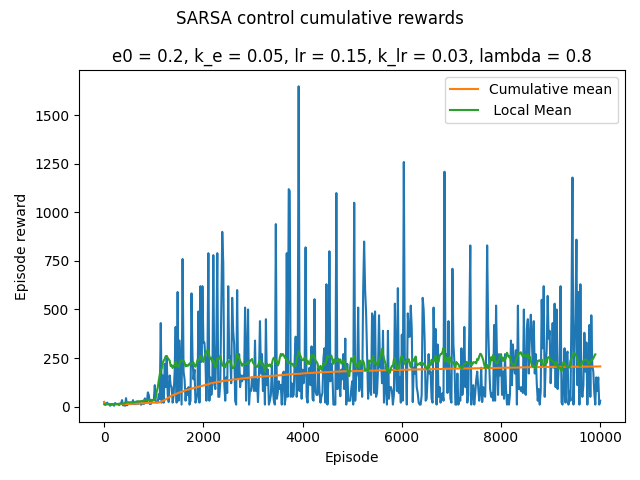 SARSA control cumulative rewards
e0 = 0.2, k_e = 0.05, lr = 0.15, k_lr = 0.03, lambda = 0.8
Cumulative mean
Local Mean
Episode reward
1500
1250
1000
750
500
250
0
0 2000 4000 6000 8000 10000
Episode